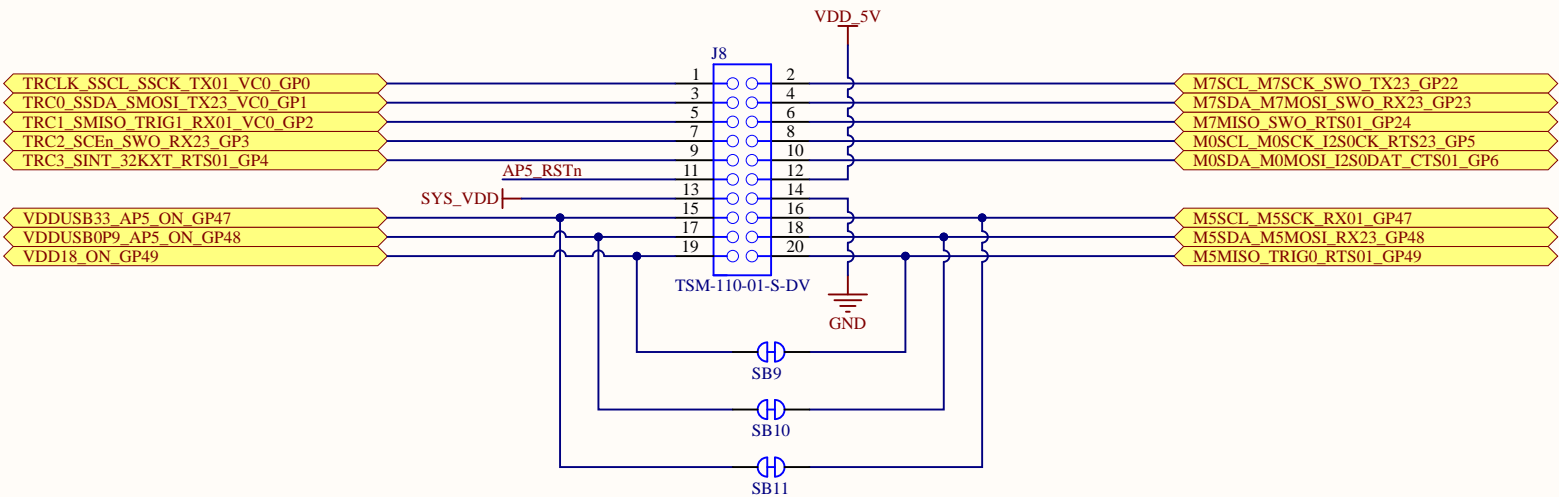 VDD_5V
J8
TRCLK_SSCL_SSCK_TX01_VC0_GP0 1 2 M7SCL_M7SCK_SWO_TX23_GP22
TRC0_SSDA_SMOSI_TX23_VC0_GP1 3 4 M7SDA_M7MOSI_SWO_RX23_GP23
TRC1_SMISO_TRIG1_RX01_VC0_GP2 5 6 M7MISO_SWO_RTS01_GP24
TRC2_SCEn_SWO_RX23_GP3 7 8 M0SCL_M0SCK_I2S0CK_RTS23_GP5
TRC3_SINT_32KXT_RTS01_GP4 9 10 M0SDA_M0MOSI_I2S0DAT_CTS01_GP6
AP5_RSTn 11 12
SYS_VDD 13 14
VDDUSB33_AP5_ON_GP47 15 16 M5SCL_M5SCK_RX01_GP47
VDDUSB0P9_AP5_ON_GP48 17 18 M5SDA_M5MOSI_RX23_GP48
VDD18_ON_GP49 19 20 M5MISO_TRIG0_RTS01_GP49
TSM-110-01-S-DV
GND
SB9
SB10
SB11